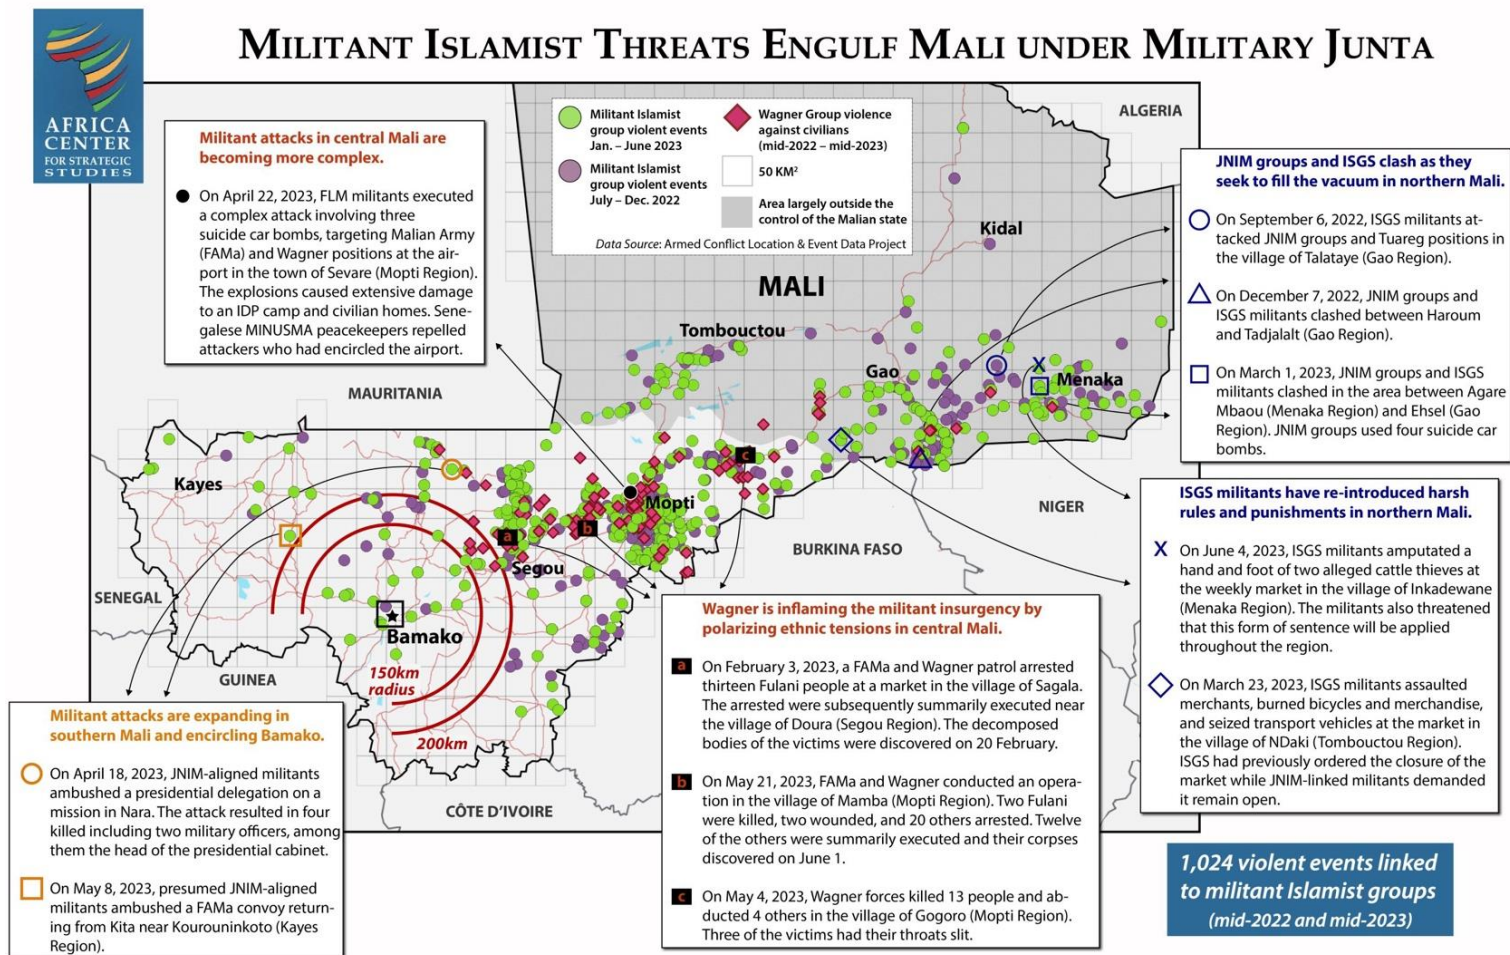 MILITANT ISLAMIST THREATS ENGULF MALI UNDER MILITARY JUNTA
AFRICA
CENTER
FOR STRATEGIC
STUDIES
Militant attacks in central Mali are
becoming more complex.
On April 22, 2023, FLM militants executed
a complex attack involving three
suicide car bombs, targeting Malian Army
(FAMa) and Wagner positions at the air-
port in the town of Sevare (Mopti Region).
The explosions caused extensive damage
to an IDP camp and civilian homes. Sene-
galese MINUSMA peacekeepers repelled
attackers who had encircled the airport.
Militant Islamist
group violent events
Jan. – June 2023
Militant Islamist
group violent events
July – Dec. 2022
Wagner Group violence
against civilians
(mid-2022 – mid-2023)
50 KM²
Area largely outside the
control of the Malian state
Data Source: Armed Conflict Location & Event Data Project
ALGERIA
Kidal
MALI
Tombouctou
Gao
Menaka
MAURITANIA
Kayes
Mopti
c
b
a
Segou
NIGER
BURKINA FASO
SENEGAL
Bamako
GUINEA
150km
radius
200km
CÔTE D'IVOIRE
X
JNIM groups and ISGS clash as they
seek to fill the vacuum in northern Mali.
On September 6, 2022, ISGS militants at-
tacked JNIM groups and Tuareg positions in
the village of Talataye (Gao Region).
On December 7, 2022, JNIM groups and
ISGS militants clashed between Haroum
and Tadjalalt (Gao Region).
On March 1, 2023, JNIM groups and ISGS
militants clashed in the area between Agare
Mbaou (Menaka Region) and Ehsel (Gao
Region). JNIM groups used four suicide car
bombs.
ISGS militants have re-introduced harsh
rules and punishments in northern Mali.
X On June 4, 2023, ISGS militants amputated a
hand and foot of two alleged cattle thieves at
the weekly market in the village of Inkadewane
(Menaka Region). The militants also threatened
that this form of sentence will be applied
throughout the region.
On March 23, 2023, ISGS militants assaulted
merchants, burned bicycles and merchandise,
and seized transport vehicles at the market in
the village of NDaki (Tombouctou Region).
ISGS had previously ordered the closure of the
market while JNIM-linked militants demanded
it remain open.
Wagner is inflaming the militant insurgency by
polarizing ethnic tensions in central Mali.
a On February 3, 2023, a FAMa and Wagner patrol arrested
thirteen Fulani people at a market in the village of Sagala.
The arrested were subsequently summarily executed near
the village of Doura (Segou Region). The decomposed
bodies of the victims were discovered on 20 February.
b On May 21, 2023, FAMa and Wagner conducted an opera-
tion in the village of Mamba (Mopti Region). Two Fulani
were killed, two wounded, and 20 others arrested. Twelve
of the others were summarily executed and their corpses
discovered on June 1.
c On May 4, 2023, Wagner forces killed 13 people and ab-
ducted 4 others in the village of Gogoro (Mopti Region).
Three of the victims had their throats slit.
Militant attacks are expanding in
southern Mali and encircling Bamako.
On April 18, 2023, JNIM-aligned militants
ambushed a presidential delegation on a
mission in Nara. The attack resulted in four
killed including two military officers, among
them the head of the presidential cabinet.
On May 8, 2023, presumed JNIM-aligned
militants ambushed a FAMa convoy return-
ing from Kita near Kourouninkoto (Kayes
Region).
1,024 violent events linked
to militant Islamist groups
(mid-2022 and mid-2023)